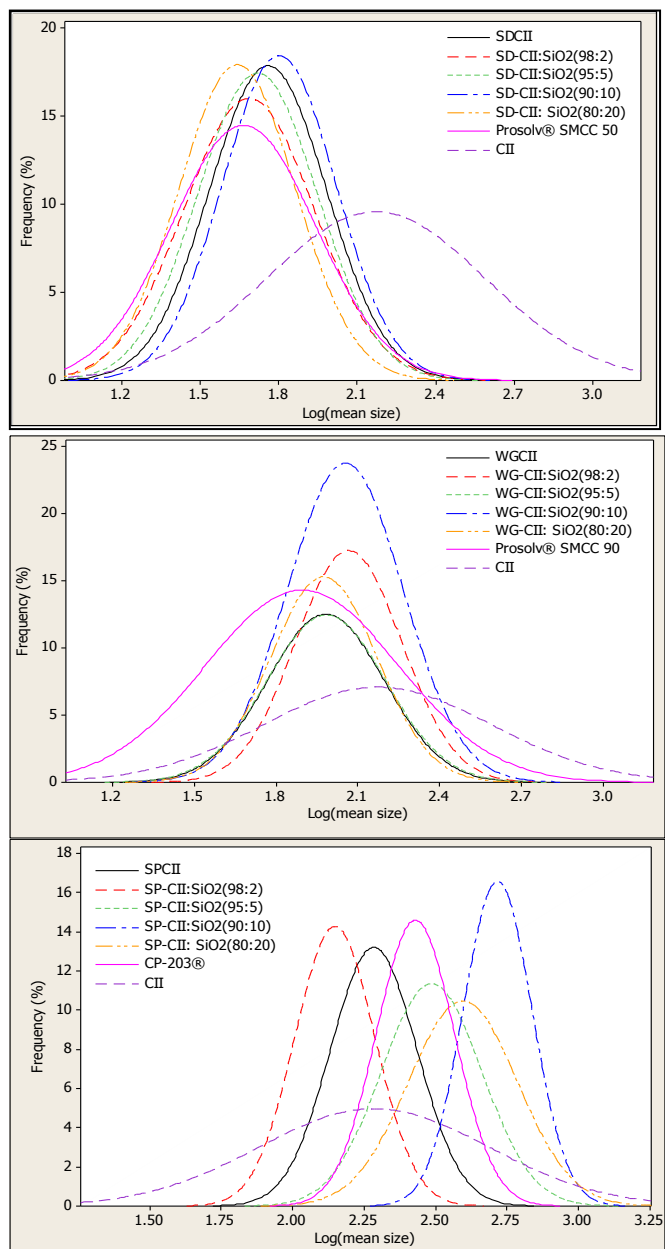 20
15
10
5
0
Frequency (%)
SDCII
SD-CII:SiO2(98:2)
SD-CII:SiO2(95:5)
SD-CII:SiO2(90:10)
SD-CII: SiO2(80:20)
Prosolv® SMCC 50
CII
1.2 1.5 1.8 2.1 2.4 2.7 3.0
Log(mean size)
25
20
15
10
5
0
Frequency (%)
WGCII
WG-CII:SiO2(98:2)
WG-CII:SiO2(95:5)
WG-CII:SiO2(90:10)
WG-CII: SiO2(80:20)
Prosolv® SMCC 90
CII
1.2 1.5 1.8 2.1 2.4 2.7 3.0
Log(mean size)
18
16
14
12
10
8
6
4
2
0
Frequency (%)
SPCII
SP-CII:SiO2(98:2)
SP-CII:SiO2(95:5)
SP-CII:SiO2(90:10)
SP-CII: SiO2(80:20)
CP-203®
CII
1.50 1.75 2.00 2.25 2.50 2.75 3.00 3.25
Log(mean size)